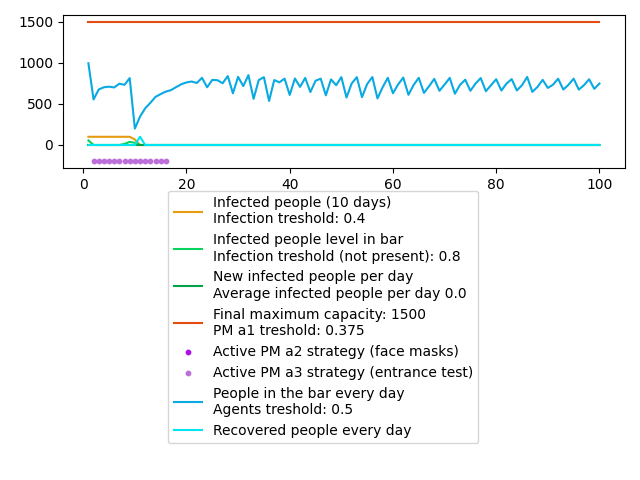 1500
1000
500
0
0 20 40 60 80 100
Infected people (10 days)
Infection treshold: 0.4
Infected people level in bar
Infection treshold (not present): 0.8
New infected people per day
Average infected people per day 0.0
Final maximum capacity: 1500
PM a1 treshold: 0.375
Active PM a2 strategy (face masks)
Active PM a3 strategy (entrance test)
People in the bar every day
Agents treshold: 0.5
Recovered people every day